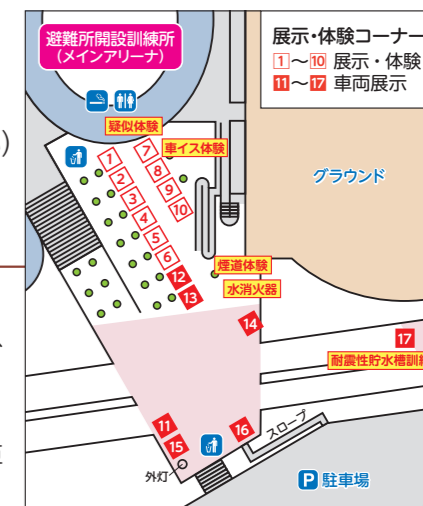 避難所開設訓練所
(メインアリーナ)
展示・体験コーナー
1～10 展示・体験
11～17 車両展示
疑似体験
車イス体験
1
2
3
4
5
6
7
8
9
10
12
13
グラウンド
煙道体験
水消火器
14
17
耐震性貯水槽訓練
11
15
16
外灯
スロープ
P 駐車場
)